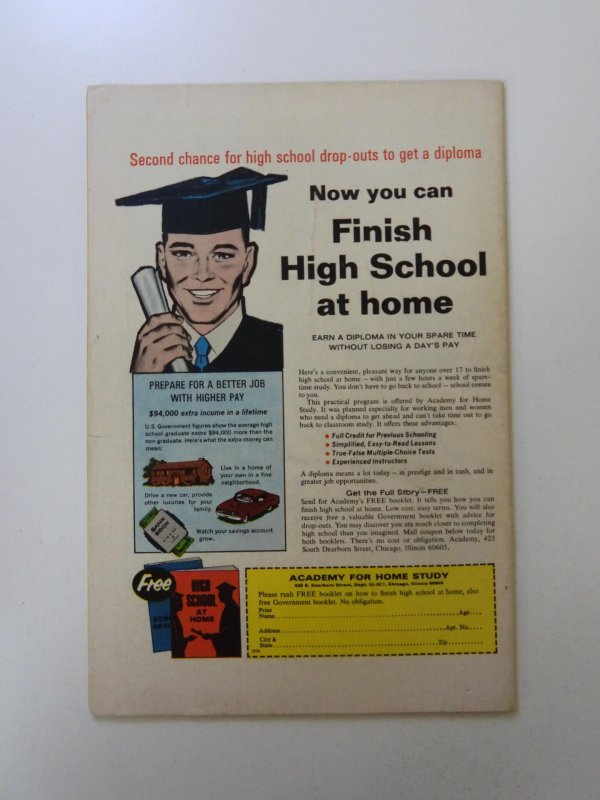 Second chance for high school drop-outs to get a diploma
Now you can
Finish
High School
at home
EARN A DIPLOMA IN YOUR SPARE TIME
WITHOUT LOSING A DAY'S PAY
Here's a convenient, pleasant way for anyone over 17 to finish
high school at home — with just a few hours a week of spare-
time study. You don't have to go back to school — school comes
to you.
This practical program is offered by Academy for Home
Study. It was planned especially for working men and women
who need a diploma to get ahead and can't take time out to go
back to classroom study. It offers these advantages:
• Full Credit for Previous Schooling
• Simplified, Easy-to-Read Lessons
• True-False Multiple-Choice Tests
• Experienced Instructors
A diploma means a lot today — in prestige and in cash, and in
greater job opportunities.
Get the Full Story—FREE
Send for Academy's FREE booklet. It tells you how you can
finish high school at home. Low cost, easy terms. You will also
receive free a valuable Government booklet with advice for
drop-outs. You may discover you are much closer to completing
high school than you imagined. Mail coupon below today for
both booklets. There's no cost or obligation. Academy, 425
South Dearborn Street, Chicago, Illinois 60605.
PREPARE FOR A BETTER JOB
WITH HIGHER PAY
$94,000 extra income in a lifetime
U.S. Government figures show the average high
school graduate earns $94,000 more than the
non-graduate. Here's what the extra money can
mean:
Live in a home of
your own in a fine
neighborhood.
Drive a new car, provide
other luxuries for your
family.
BANK
BOOK
Watch your savings account
grow.
Free
HIGH
SCHOOL
AT
HOME
ACADEMY FOR HOME STUDY
Chicago, Illinois 60605
Please rush FREE booklet on how to finish high school at home, also
free Government booklet. No obligation.
Print
Name Age
Address Apt. No.
City &
State Zip